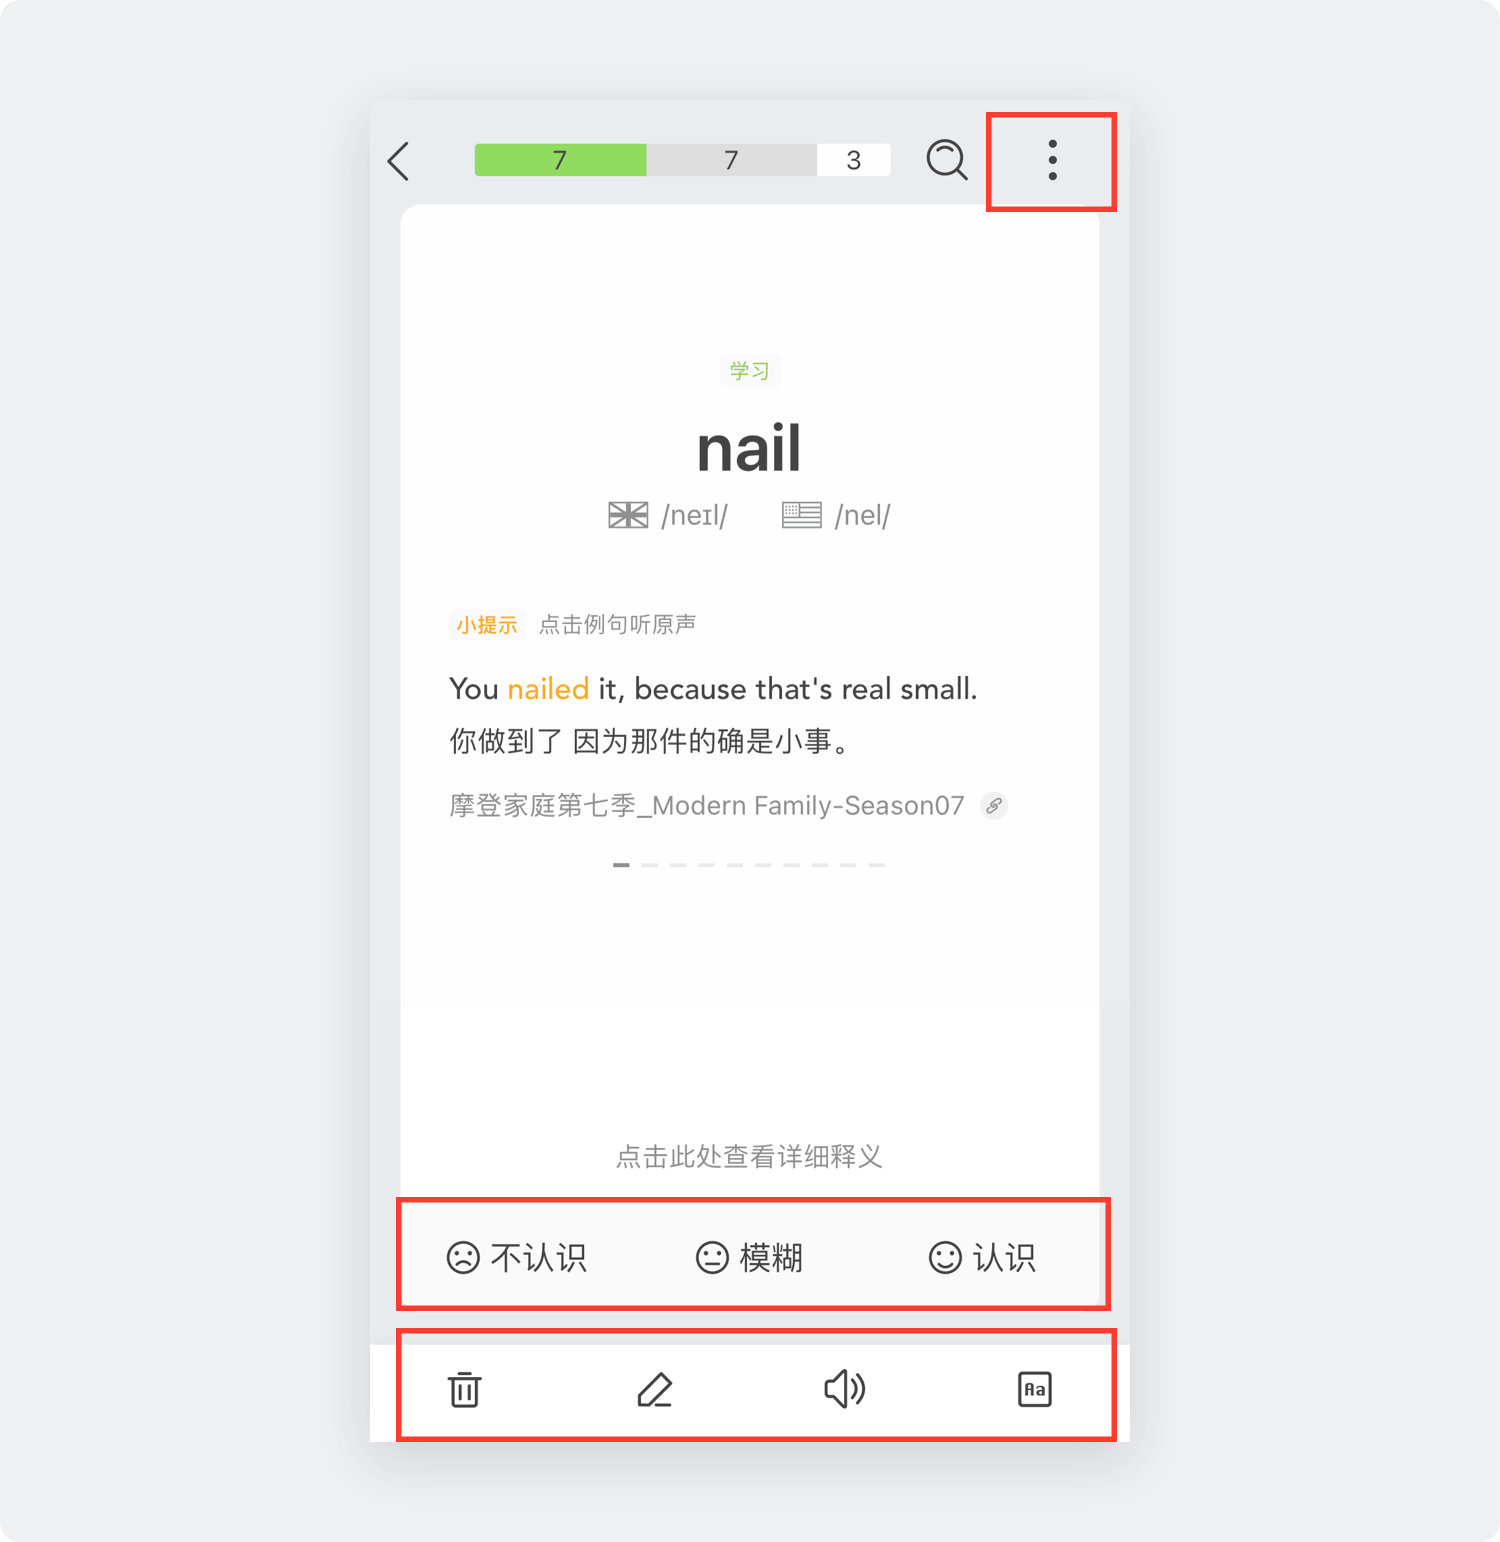 7 7 3
学习
nail
/neɪl/ /nel/
小提示 点击例句听原声
You nailed it, because that's real small.
你做到了 因为那件的确是小事。
摩登家庭第七季_Modern Family-Season07
点击此处查看详细释义
不认识 模糊 认识
Aa